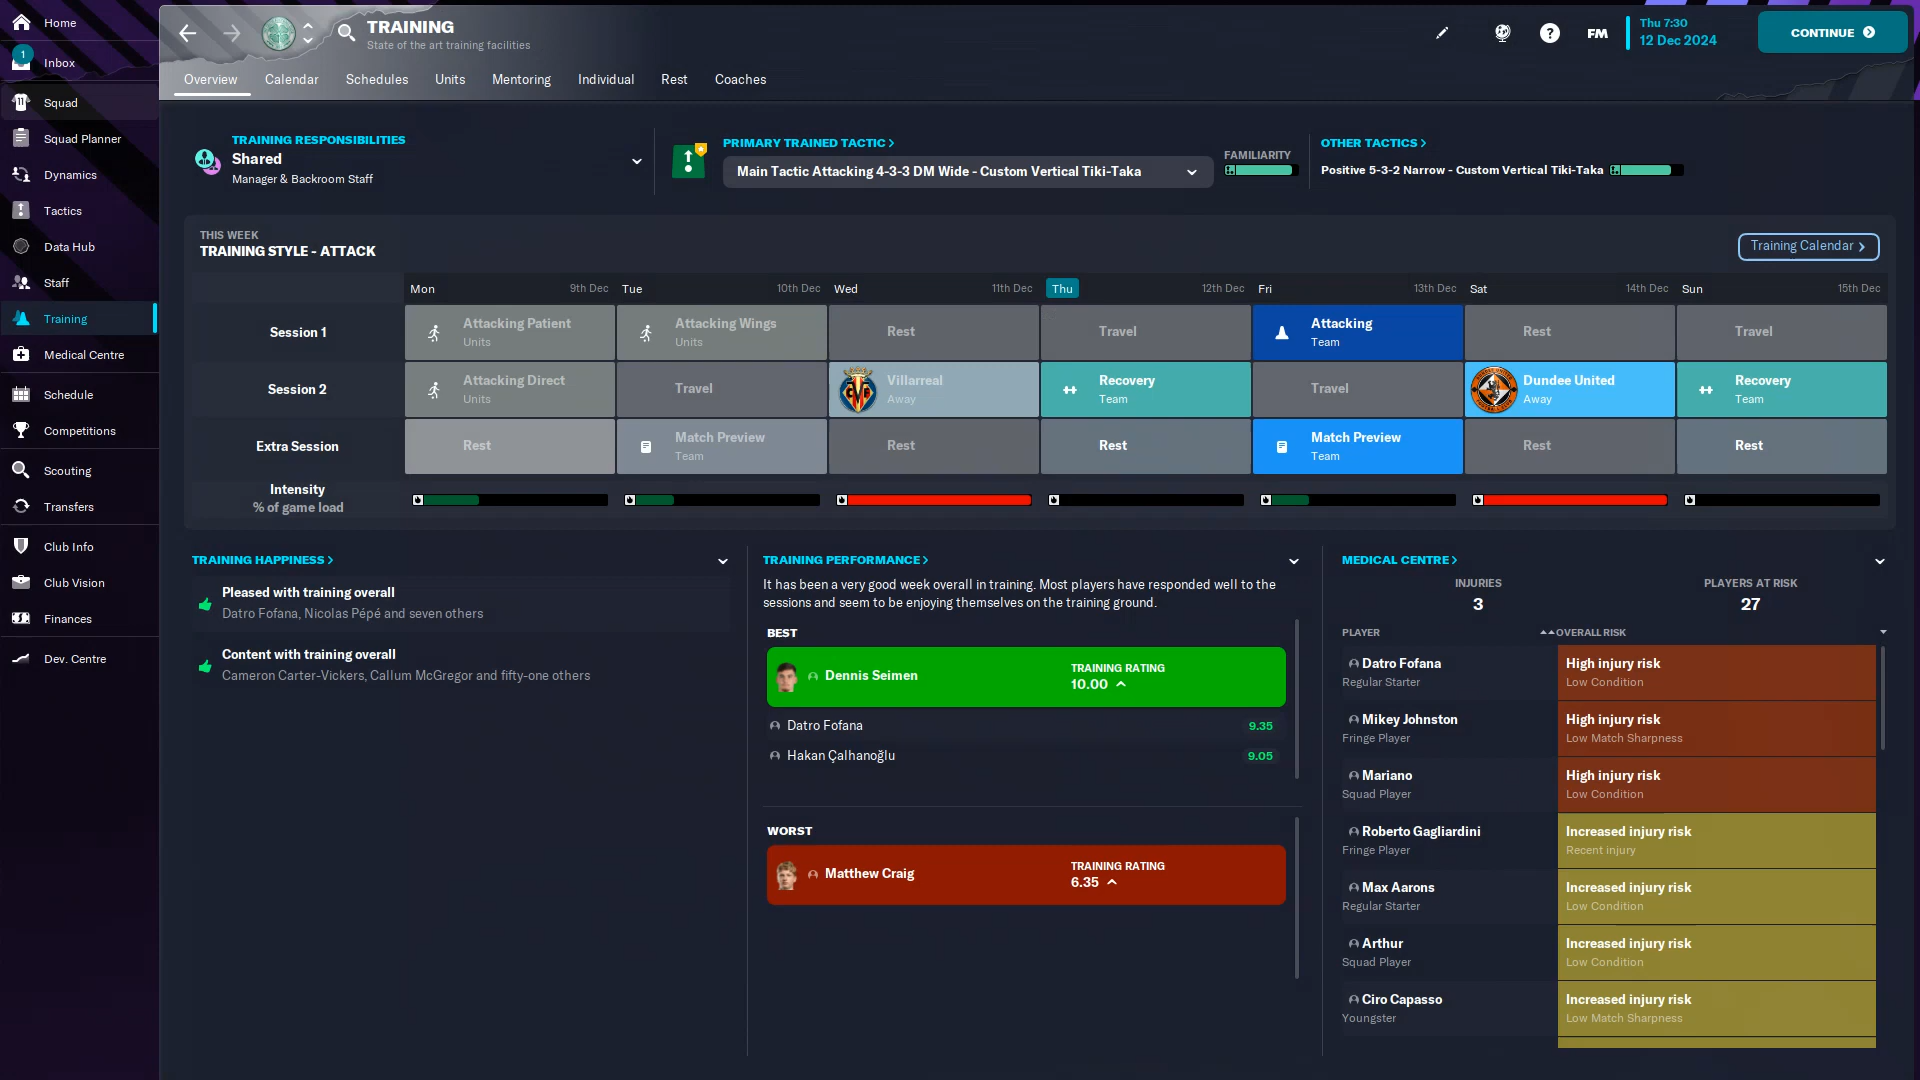 Home
1
Inbox
Squad
Squad Planner
Dynamics
Tactics
Data Hub
Staff
Training
Medical Centre
Schedule
Competitions
Scouting
Transfers
Club Info
Club Vision
Finances
Dev. Centre
TRAINING
State of the art training facilities
?
FM
Thu 7:30
12 Dec 2024
CONTINUE
Overview Calendar Schedules Units Mentoring Individual Rest Coaches
TRAINING RESPONSIBILITIES
Shared
Manager & Backroom Staff
PRIMARY TRAINED TACTIC >
Main Tactic Attacking 4-3-3 DM Wide - Custom Vertical Tiki-Taka
FAMILIARITY
OTHER TACTICS >
Positive 5-3-2 Narrow - Custom Vertical Tiki-Taka
THIS WEEK
TRAINING STYLE - ATTACK
Training Calendar >
Mon 9th Dec Tue 10th Dec Wed 11th Dec Thu 12th Dec Fri 13th Dec Sat 14th Dec Sun 15th Dec
Session 1
Attacking Patient
Units
Attacking Wings
Units
Rest
Travel
Attacking
Team
Rest
Travel
Session 2
Attacking Direct
Units
Travel
Villarreal
Away
Recovery
Team
Travel
Dundee United
Away
Recovery
Team
Extra Session
Rest
Match Preview
Team
Rest
Rest
Match Preview
Team
Rest
Rest
Intensity
% of game load
TRAINING HAPPINESS >
Pleased with training overall
Datro Fofana, Nicolas Pépé and seven others
Content with training overall
Cameron Carter-Vickers, Callum McGregor and fifty-one others
TRAINING PERFORMANCE >
It has been a very good week overall in training. Most players have responded well to the
sessions and seem to be enjoying themselves on the training ground.
BEST
Dennis Seimen
TRAINING RATING
10.00
Datro Fofana 9.35
Hakan Çalhanoğlu 9.05
WORST
Matthew Craig
TRAINING RATING
6.35
MEDICAL CENTRE >
INJURIES
3
PLAYERS AT RISK
27
PLAYER OVERALL RISK
Datro Fofana
Regular Starter
High injury risk
Low Condition
Mikey Johnston
Fringe Player
High injury risk
Low Match Sharpness
Mariano
Squad Player
High injury risk
Low Condition
Roberto Gagliardini
Fringe Player
Increased injury risk
Recent injury
Max Aarons
Regular Starter
Increased injury risk
Low Condition
Arthur
Squad Player
Increased injury risk
Low Condition
Ciro Capasso
Youngster
Increased injury risk
Low Match Sharpness